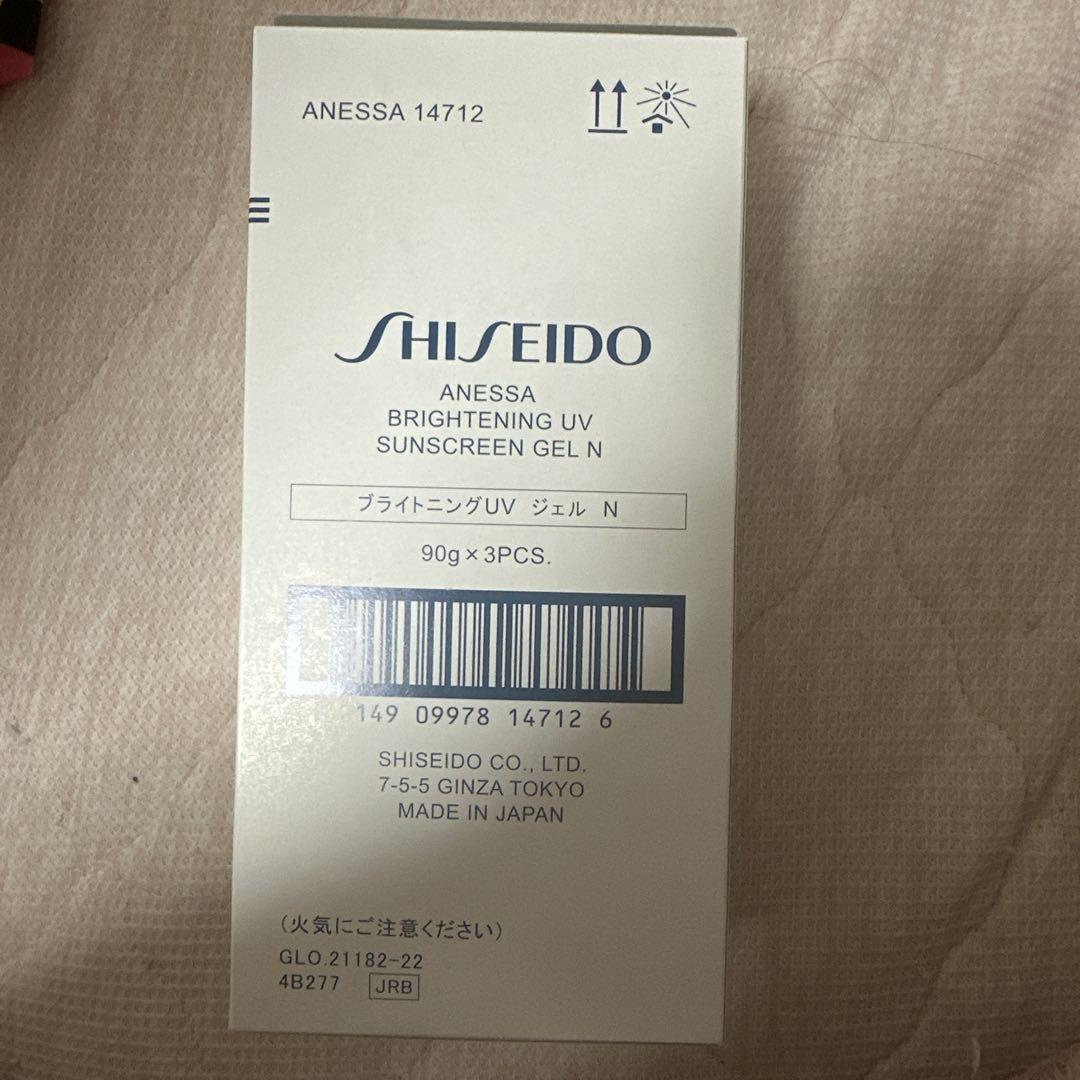 ANESSA 14712
SHISEIDO
ANESSA
BRIGHTENING UV
SUNSCREEN GEL N
ブライトニングUV ジェル N
90g×3PCS.
149 09978 14712 6
SHISEIDO CO., LTD.
7-5-5 GINZA TOKYO
MADE IN JAPAN
(火気にご注意ください)
GLO.21182-22
4B277 JRB